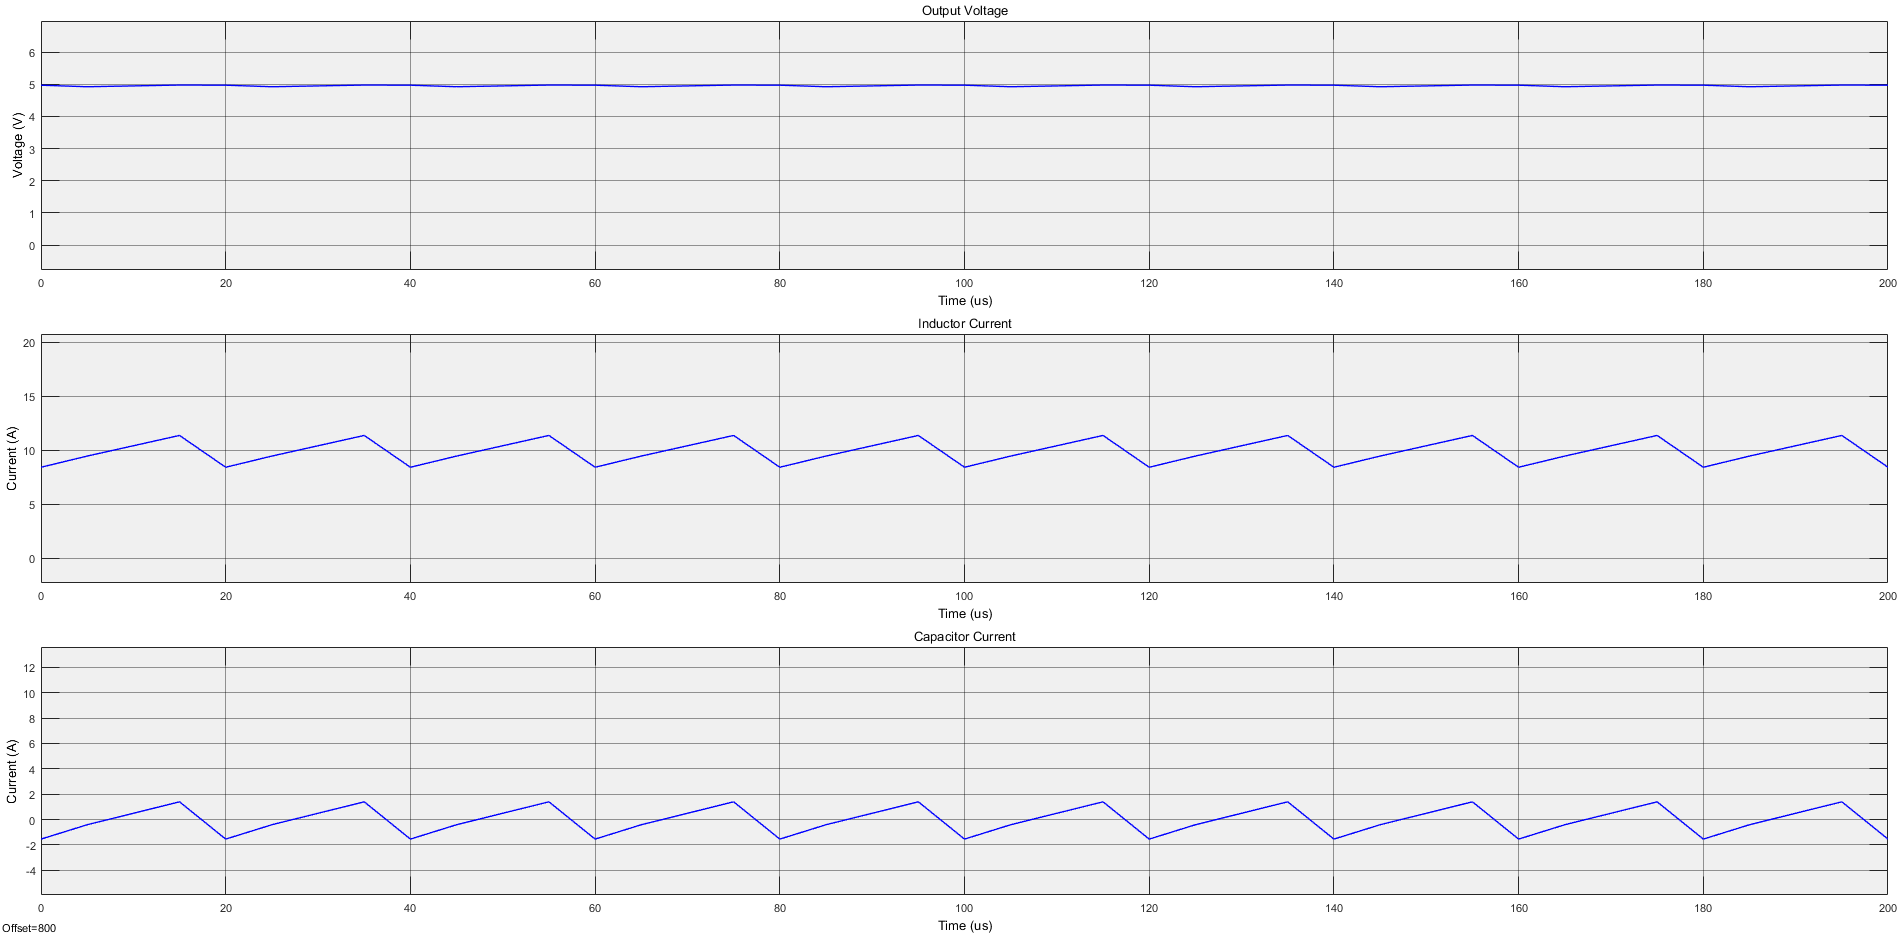 Output Voltage
6
5
4
3
2
1
0
Voltage (V)
0 20 40 60 80 100 120 140 160 180 200
Time (us)
Inductor Current
20
15
10
5
0
Current (A)
0 20 40 60 80 100 120 140 160 180 200
Time (us)
Capacitor Current
12
10
8
6
4
2
0
-2
-4
Current (A)
0 20 40 60 80 100 120 140 160 180 200
Time (us)
Offset=800